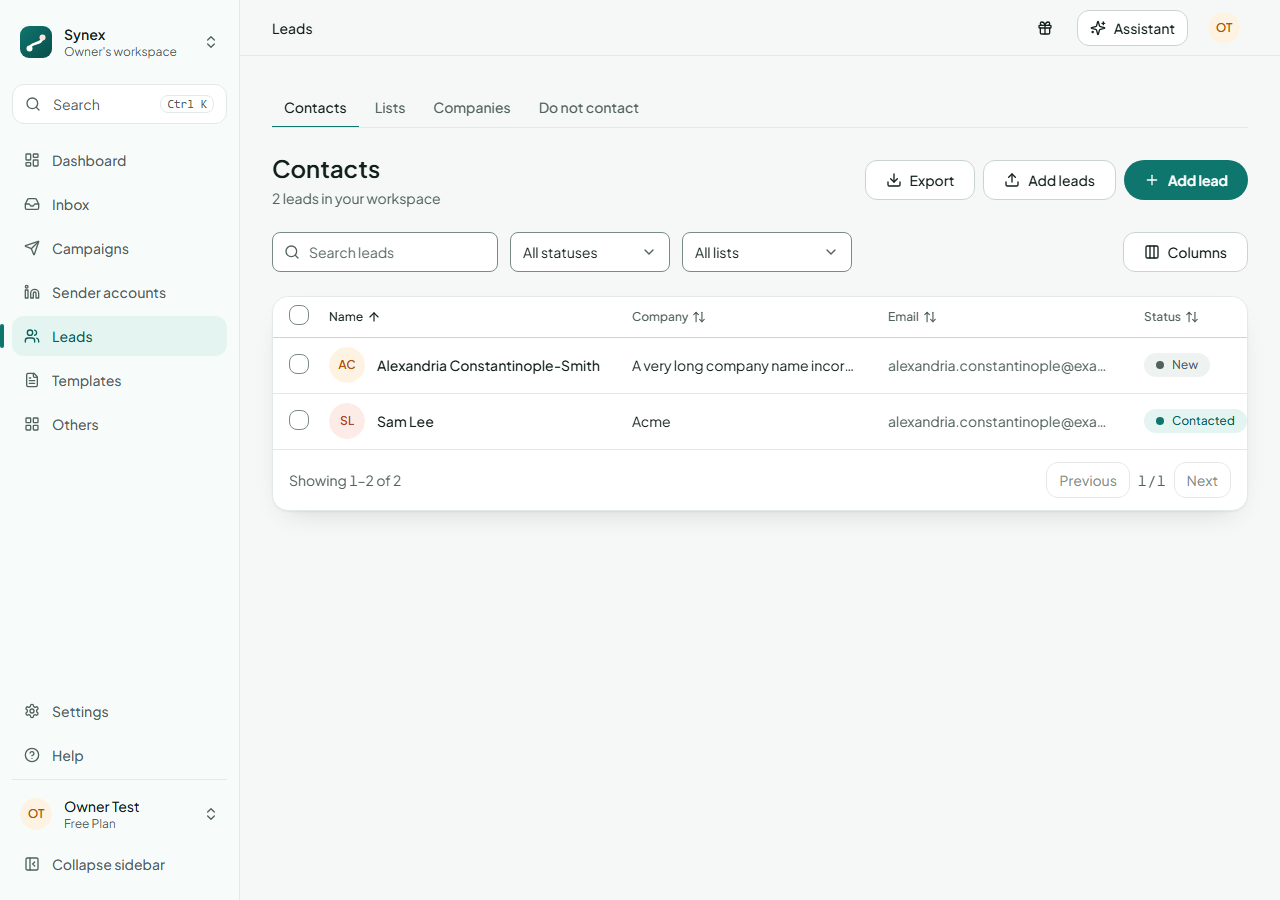 Synex
Owner's workspace
Search Ctrl K
Dashboard
Inbox
Campaigns
Sender accounts
Leads
Templates
Others
Settings
Help
OT Owner Test
Free Plan
Collapse sidebar
Leads
Assistant
OT
Contacts Lists Companies Do not contact
Contacts
2 leads in your workspace
Export Add leads + Add lead
Search leads All statuses All lists Columns
Name Company Email Status
AC Alexandria Constantinople-Smith A very long company name incor... alexandria.constantinople@exa... New
SL Sam Lee Acme alexandria.constantinople@exa... Contacted
Showing 1–2 of 2 Previous 1/1 Next